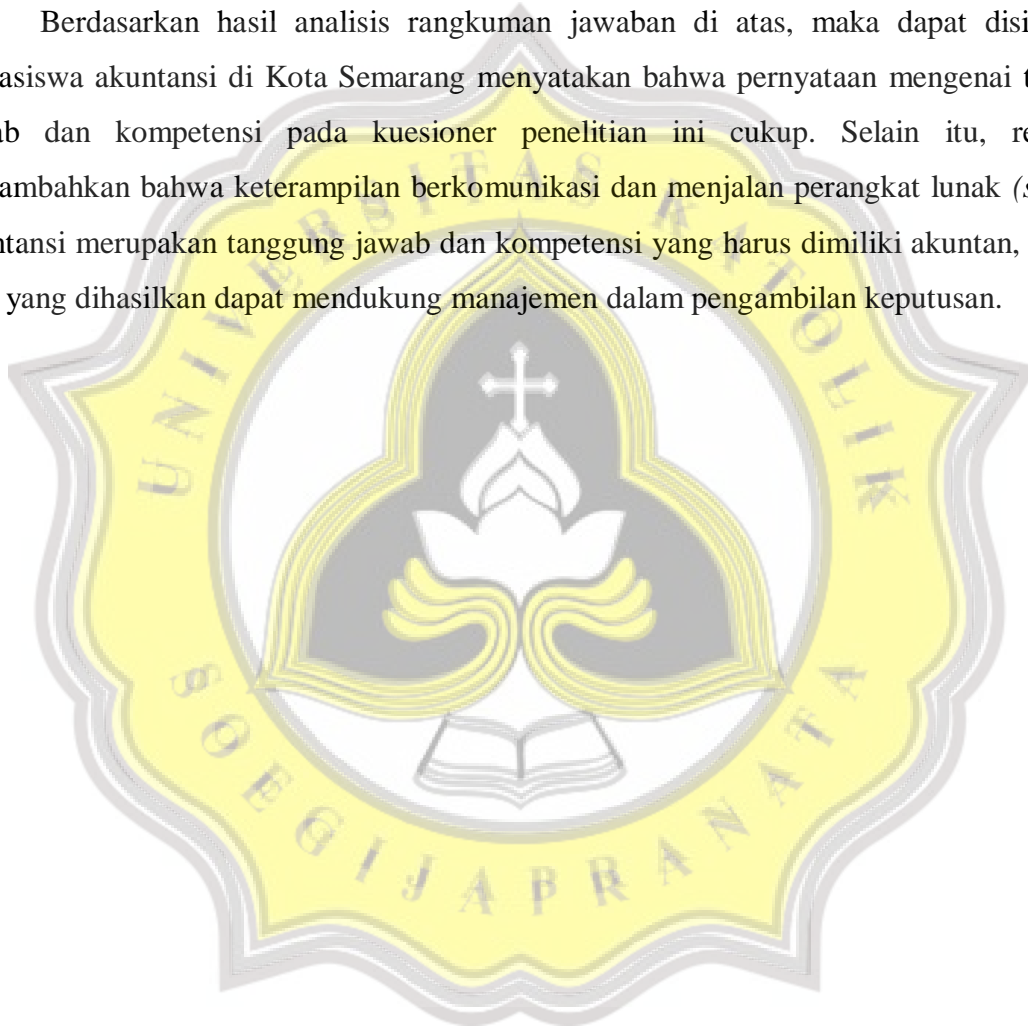 Berdasarkan hasil analisis rangkuman jawaban di atas, maka dapat disi
asiswa akuntansi di Kota Semarang menyatakan bahwa pernyataan mengenai t
ab dan kompetensi pada kuesioner penelitian ini cukup. Selain itu, re
ambahkan bahwa keterampilan berkomunikasi dan menjalan perangkat lunak (s
ntansi merupakan tanggung jawab dan kompetensi yang harus dimiliki akuntan,
yang dihasilkan dapat mendukung manajemen dalam pengambilan keputusan.
UNIVERSITAS KATOLIK
SOEGIJAPRANATA